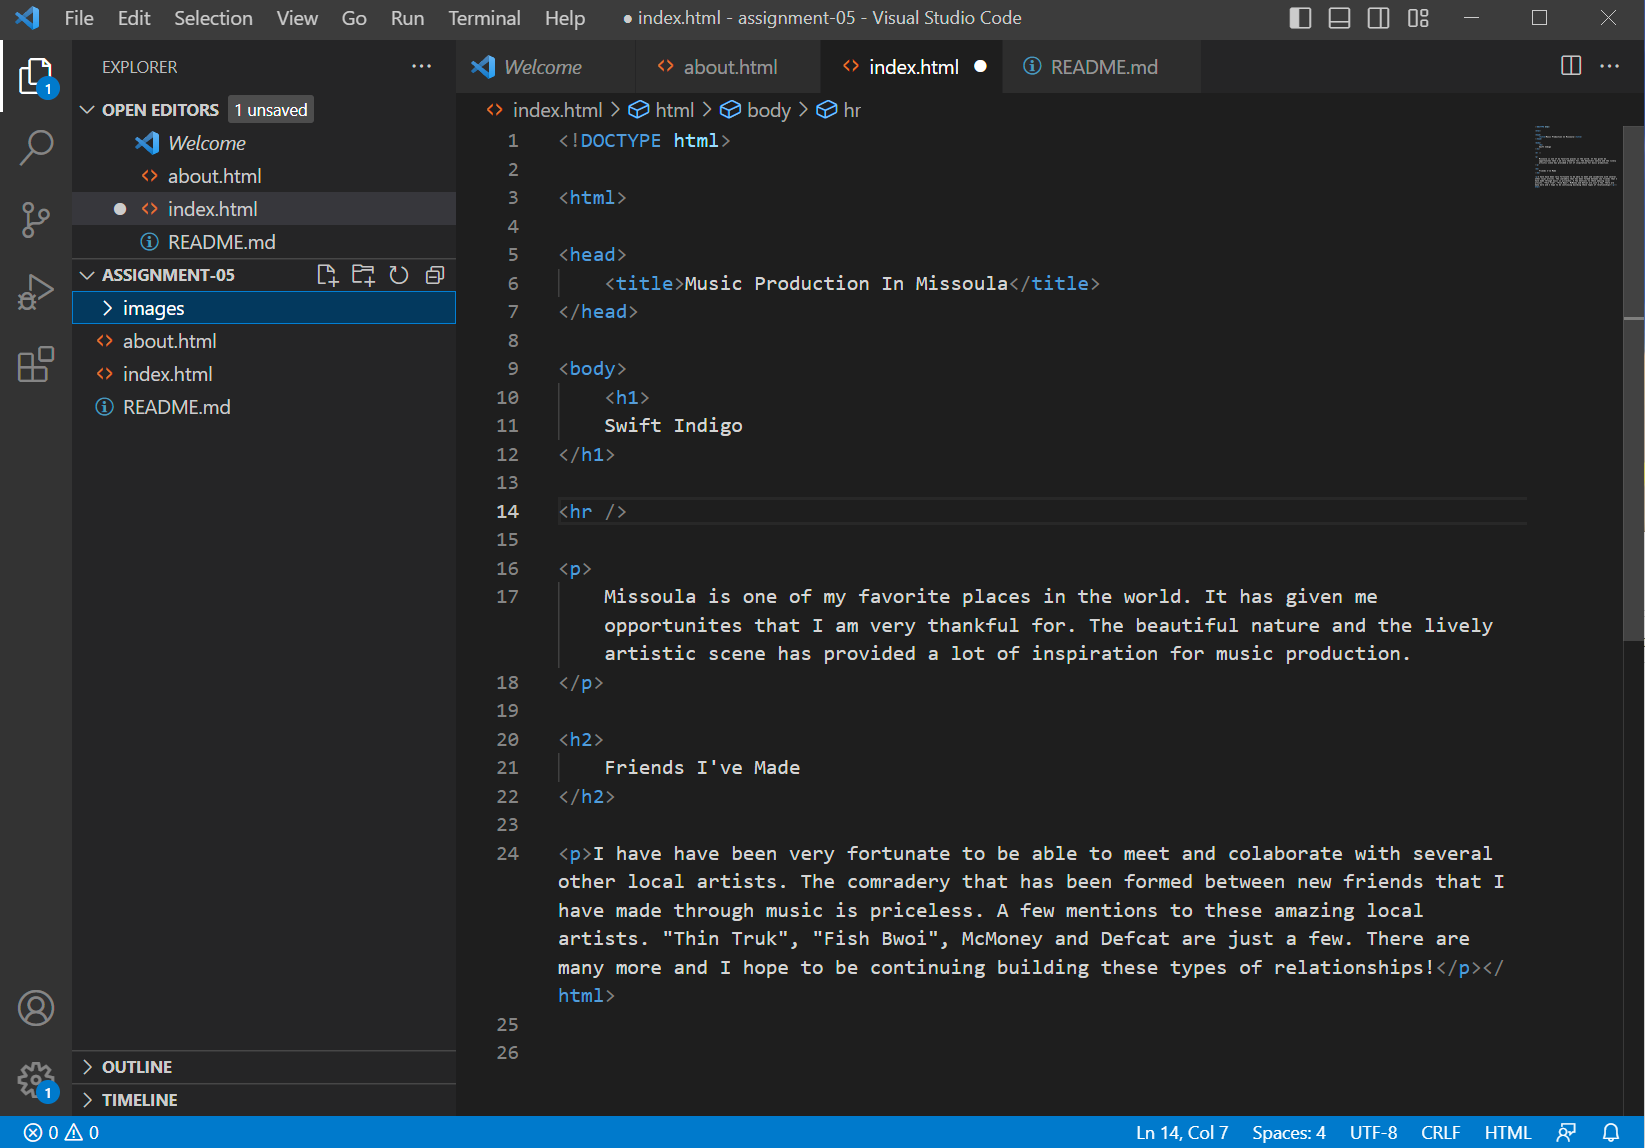 File Edit Selection View Go Run Terminal Help ● index.html - assignment-05 - Visual Studio Code
EXPLORER
OPEN EDITORS 1 unsaved
Welcome
about.html
index.html
README.md
ASSIGNMENT-05
images
about.html
index.html
README.md
OUTLINE
TIMELINE
1
1
Welcome about.html index.html README.md
index.html > html > body > hr
1 <!DOCTYPE html>
2
3 <html>
4
5 <head>
6 <title>Music Production In Missoula</title>
7 </head>
8
9 <body>
10 <h1>
11 Swift Indigo
12 </h1>
13
14 <hr />
15
16 <p>
17 Missoula is one of my favorite places in the world. It has given me
opportunites that I am very thankful for. The beautiful nature and the lively
artistic scene has provided a lot of inspiration for music production.
18 </p>
19
20 <h2>
21 Friends I've Made
22 </h2>
23
24 <p>I have have been very fortunate to be able to meet and colaborate with several
other local artists. The comradery that has been formed between new friends that I
have made through music is priceless. A few mentions to these amazing local
artists. "Thin Truk", "Fish Bwoi", McMoney and Defcat are just a few. There are
many more and I hope to be continuing building these types of relationships!</p></
html>
25
26
0 0 Ln 14, Col 7 Spaces: 4 UTF-8 CRLF HTML